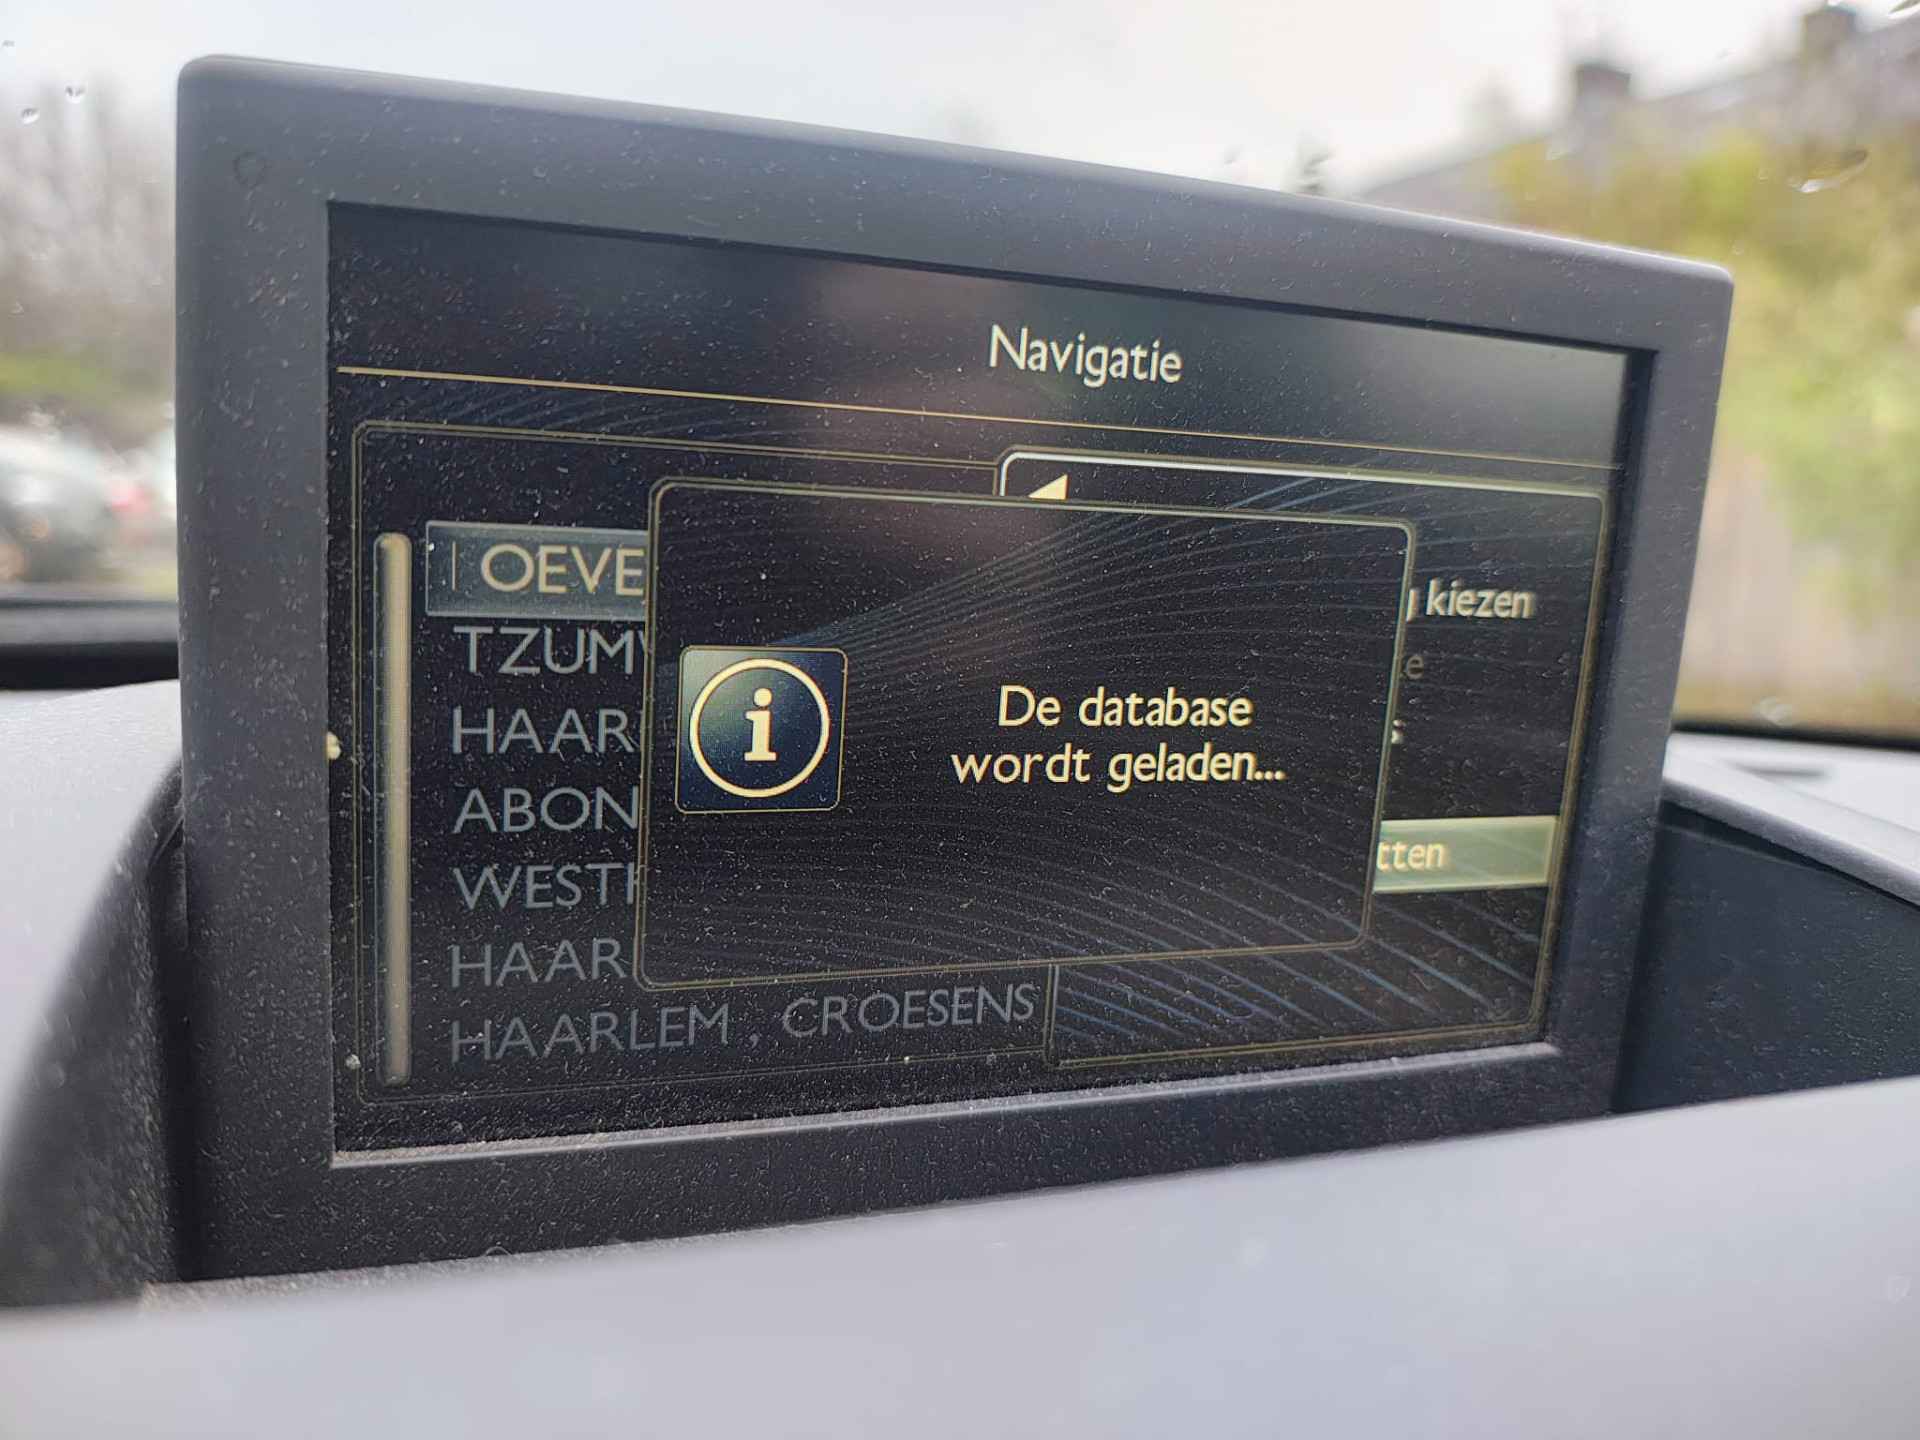 Navigatie
OEVE
TZUM
HAAR
ABON
WEST
HAAR
HAARLEM , CROESENS
kiezen
De database
wordt geladen...
tten